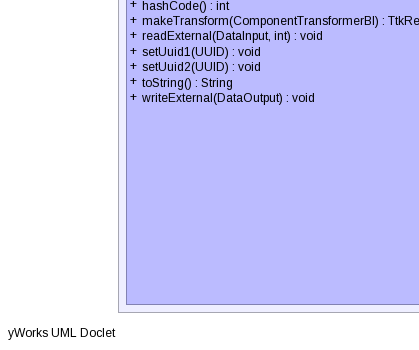 + hashCode() : int
+ makeTransform(ComponentTransformerBI) : TtkRe
+ readExternal(DataInput, int) : void
+ setUuid1(UUID) : void
+ setUuid2(UUID) : void
+ toString() : String
+ writeExternal(DataOutput) : void
yWorks UML Doclet